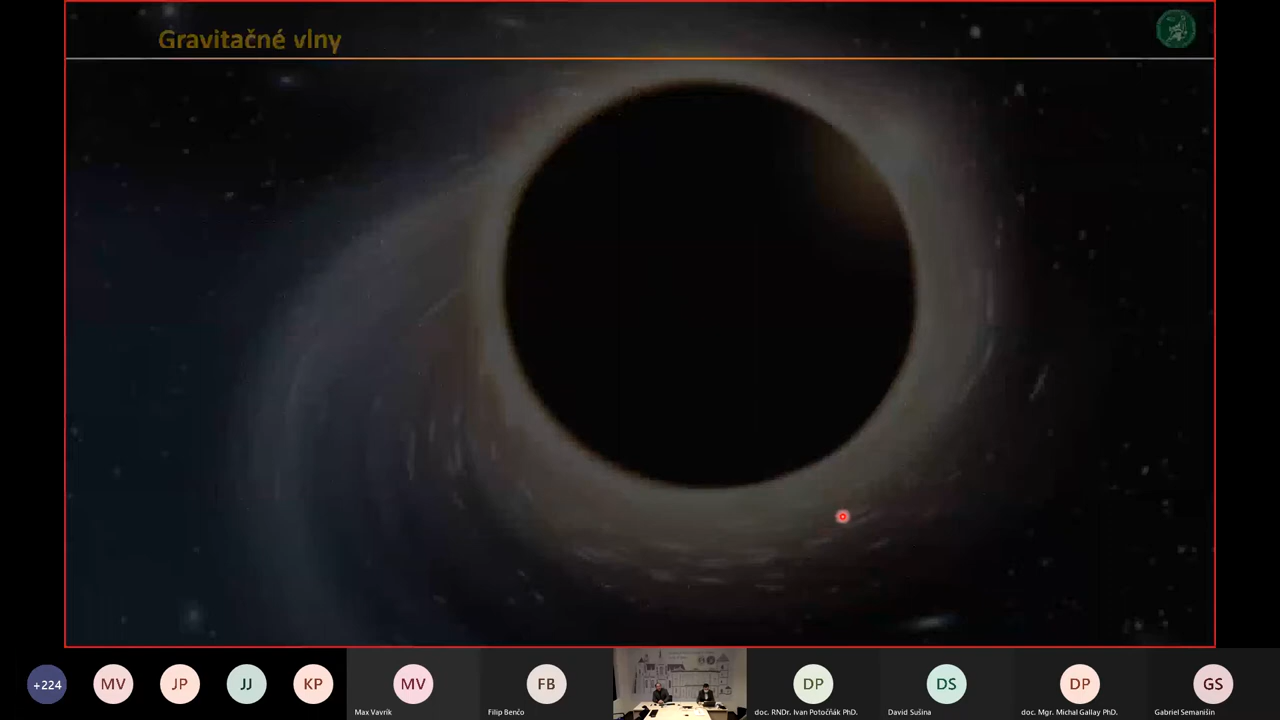 Gravitačné vlny
+224
MV
JP
JJ
KP
MV
Max Vavrik
FB
Filip Benčo
DP
doc. RNDr. Ivan Potočňák PhD.
DS
David Sušina
DP
doc. Mgr. Michal Gallay PhD.
GS
Gabriel Semanišin